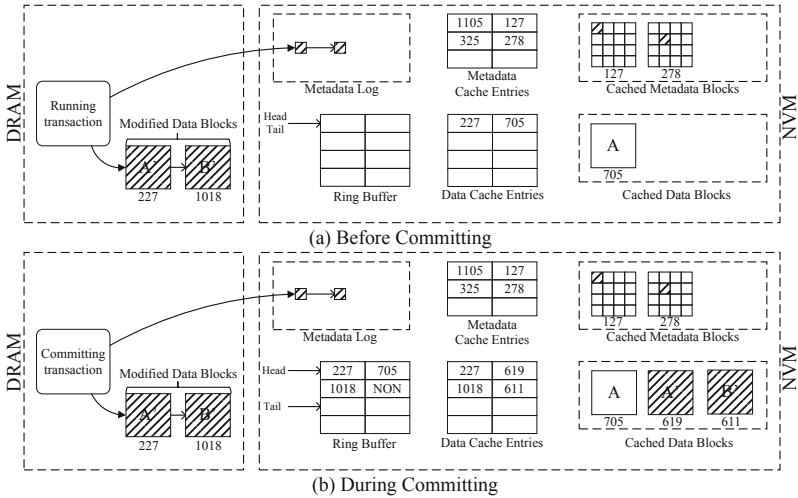 DRAM
Running transaction
Modified Data Blocks
A'
B'
227
1018
Metadata Log
1105 127
325 278
Metadata
Cache Entries
127
278
Cached Metadata Blocks
Head
Tail
Ring Buffer
227 705
Data Cache Entries
A
705
Cached Data Blocks
NVM
(a) Before Committing
DRAM
Committing transaction
Modified Data Blocks
A'
B'
227
1018
Metadata Log
1105 127
325 278
Metadata
Cache Entries
127
278
Cached Metadata Blocks
Head
Tail
227 705
1018 NON
Ring Buffer
227 619
1018 611
Data Cache Entries
A
A'
B'
705
619
611
Cached Data Blocks
NVM
(b) During Committing